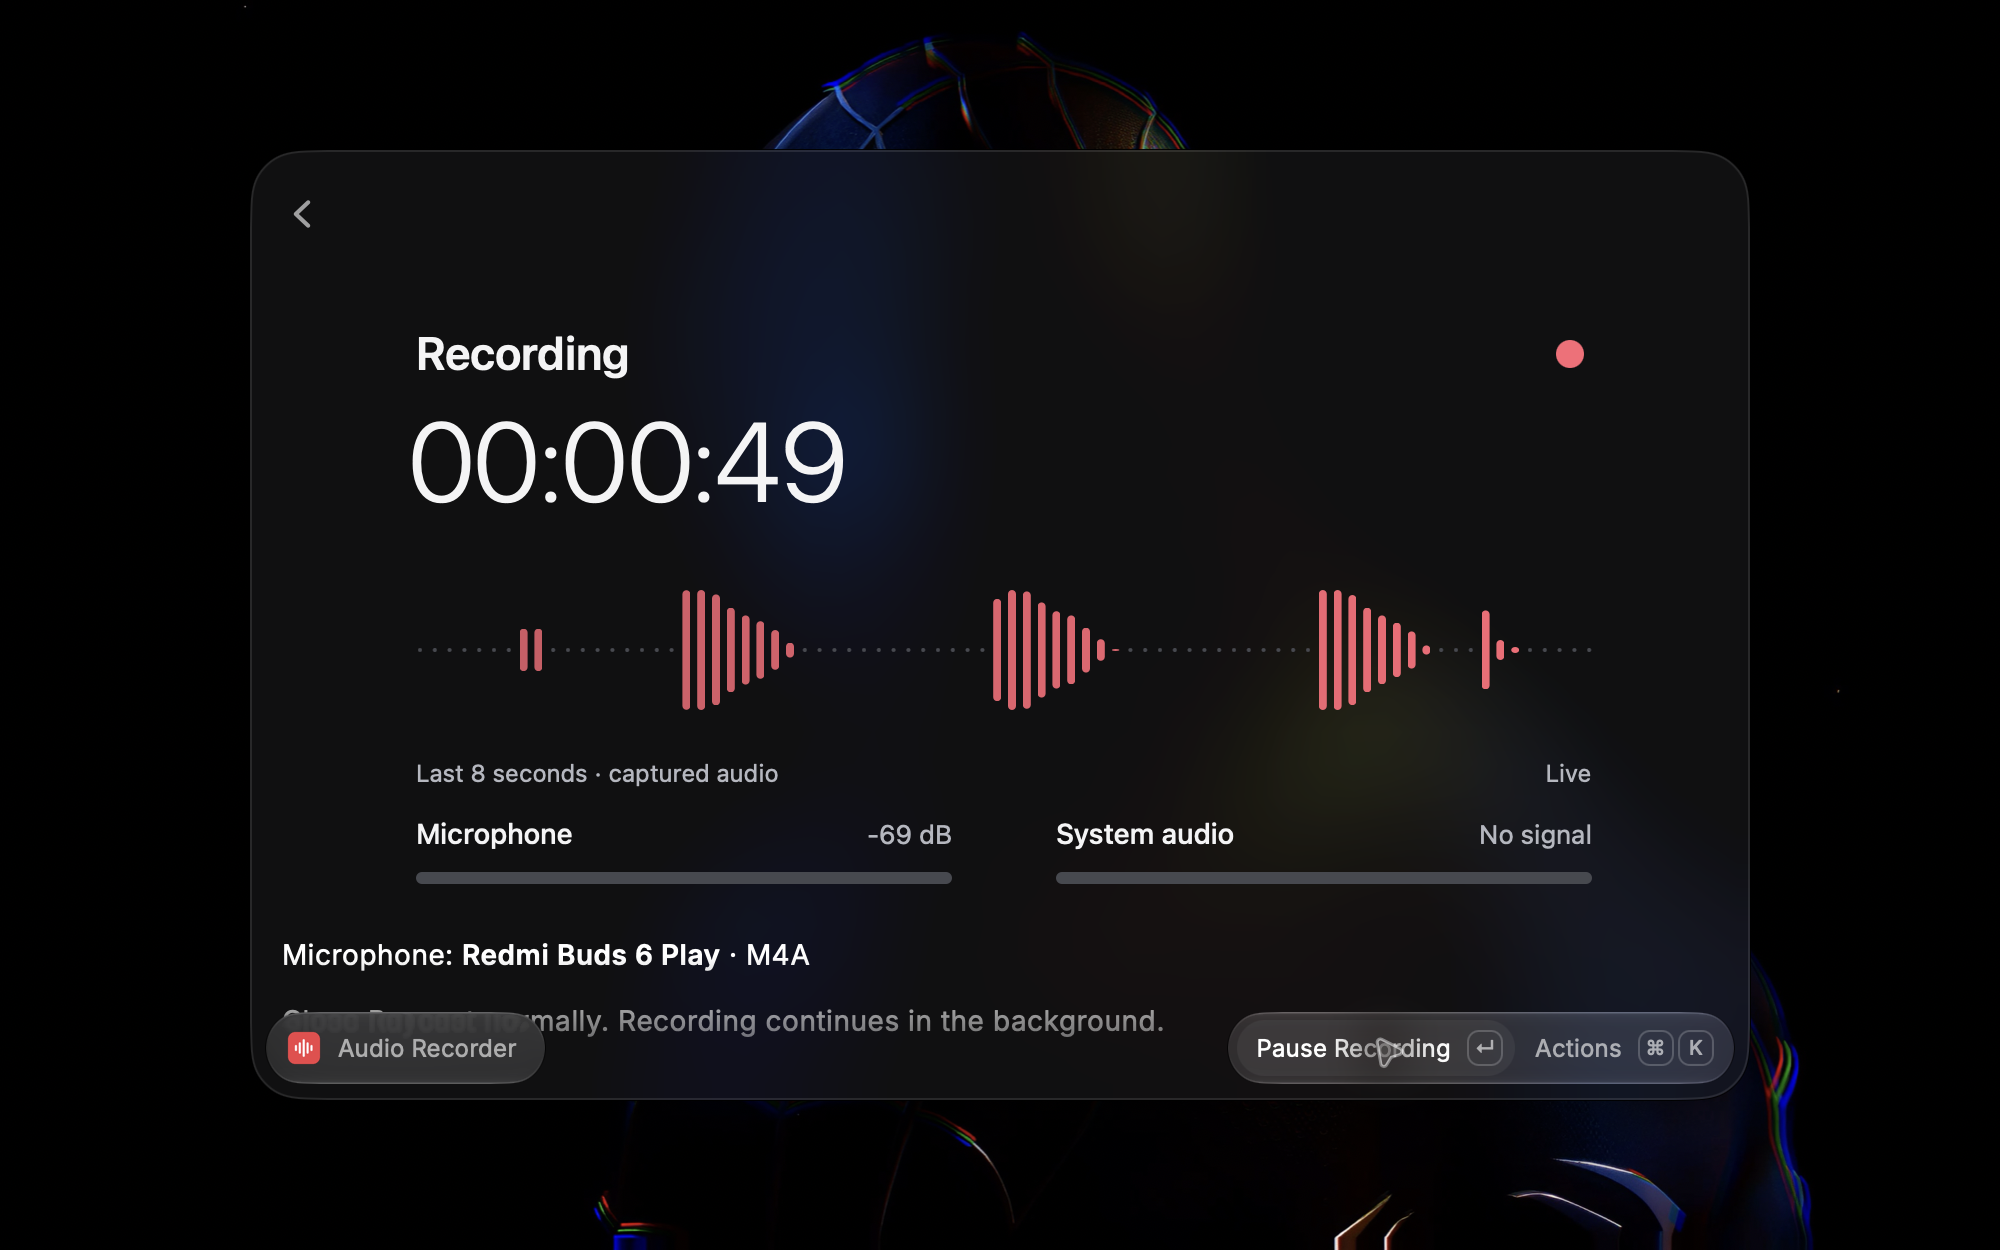 Recording
00:00:49
Last 8 seconds · captured audio
Live
Microphone
-69 dB
System audio
No signal
Microphone: Redmi Buds 6 Play · M4A
normally. Recording continues in the background.
Audio Recorder
Pause Recording ↵
Actions ⌘ K